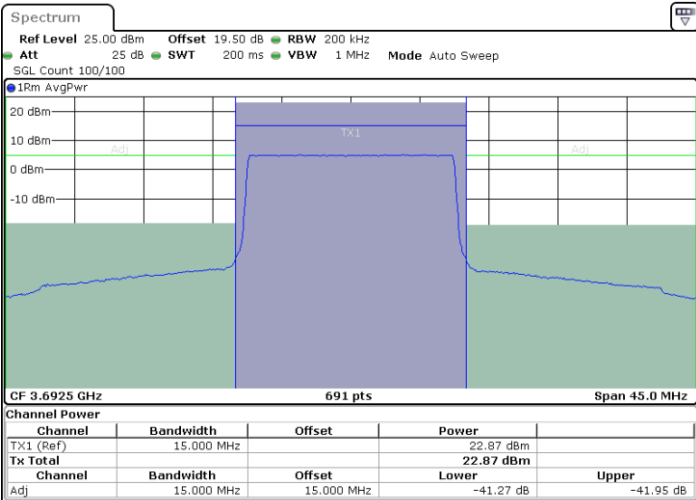 Spectrum
Ref Level 25.00 dBm Offset 19.50 dB RBW 200 kHz
Att 25 dB SWT 200 ms VBW 1 MHz Mode Auto Sweep
SGL Count 100/100
1Rm AvgPwr
20 dBm
TX1
10 dBm
Adj Adj
0 dBm
-10 dBm
CF 3.6925 GHz 691 pts Span 45.0 MHz
Channel Power
Channel Bandwidth Offset Power
TX1 (Ref) 15.000 MHz 22.87 dBm
Tx Total 22.87 dBm
Channel Bandwidth Offset Lower Upper
Adj 15.000 MHz 15.000 MHz -41.27 dB -41.95 dB